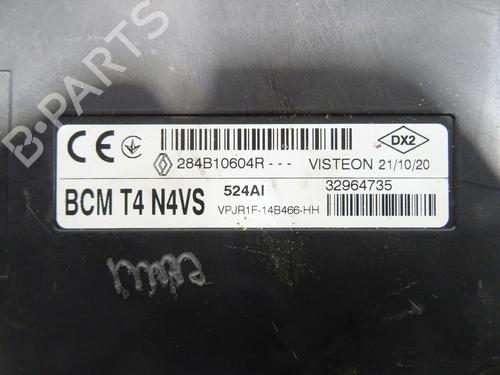 B-PARTS
CE
DX2
284B10604R - - -
VISTEON 21/10/20
BCM T4 N4VS
524AI
32964735
VPJR1F-14B466-HH